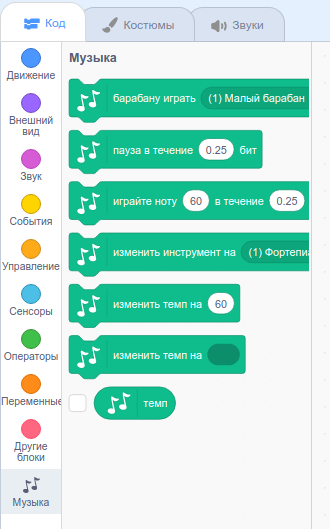 Код
Костюмы
Звуки
Движение
Внешний
вид
Звук
События
Управление
Сенсоры
Операторы
Переменные
Другие
блоки
Музыка
Музыка
барабану играть (1) Малый барабан
пауза в течение 0.25 бит
играйте ноту 60 в течение 0.25
изменить инструмент на (1) Фортепиа
изменить темп на 60
изменить темп на
темп